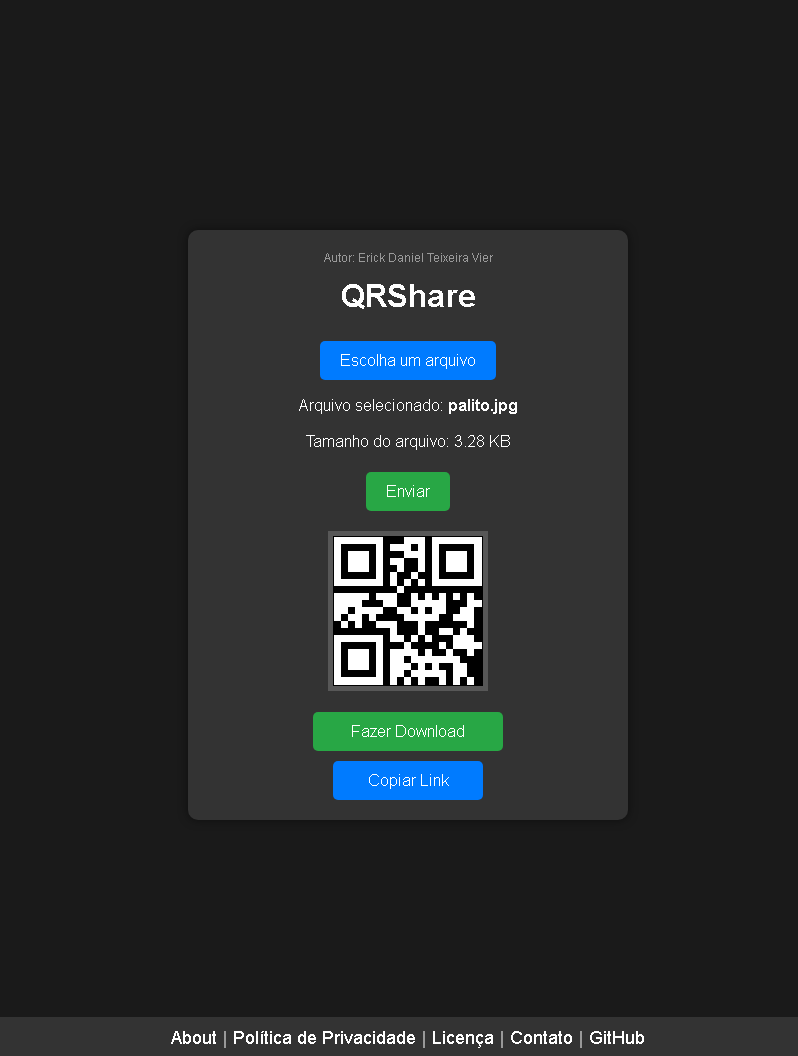 Autor: Erick Daniel Teixeira Vier
QRShare
Escolha um arquivo
Arquivo selecionado: palito.jpg
Tamanho do arquivo: 3.28 KB
Enviar
Fazer Download
Copiar Link
About | Política de Privacidade | Licença | Contato | GitHub